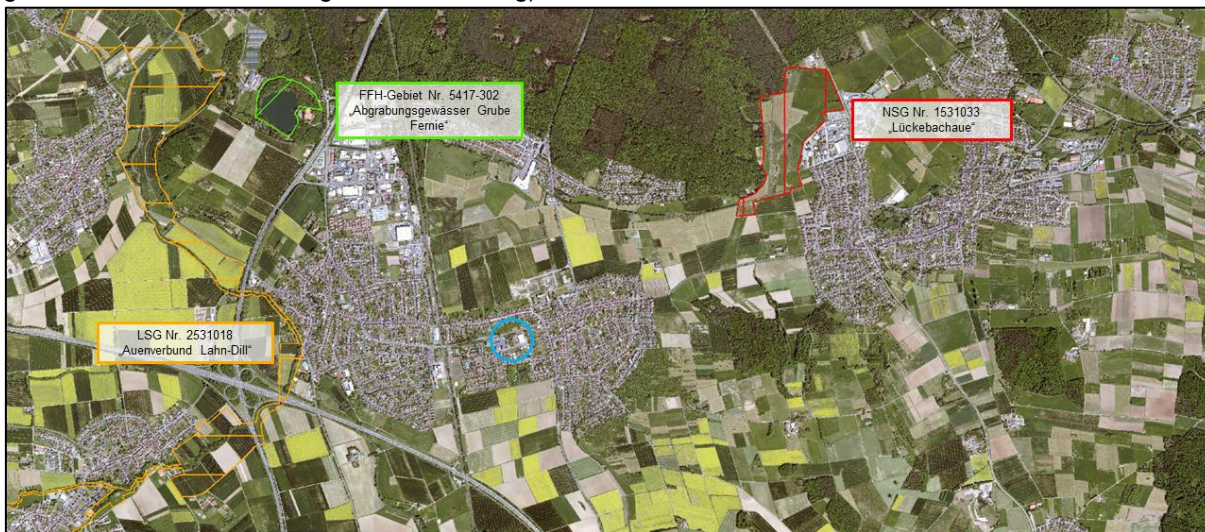 FFH-Gebiet Nr. 5417-302
„Abgrabungsgewässer Grube
Fernie“
NSG Nr. 1531033
„Lückebachaue“
LSG Nr. 2531018
„Auenverbund Lahn-Dill“